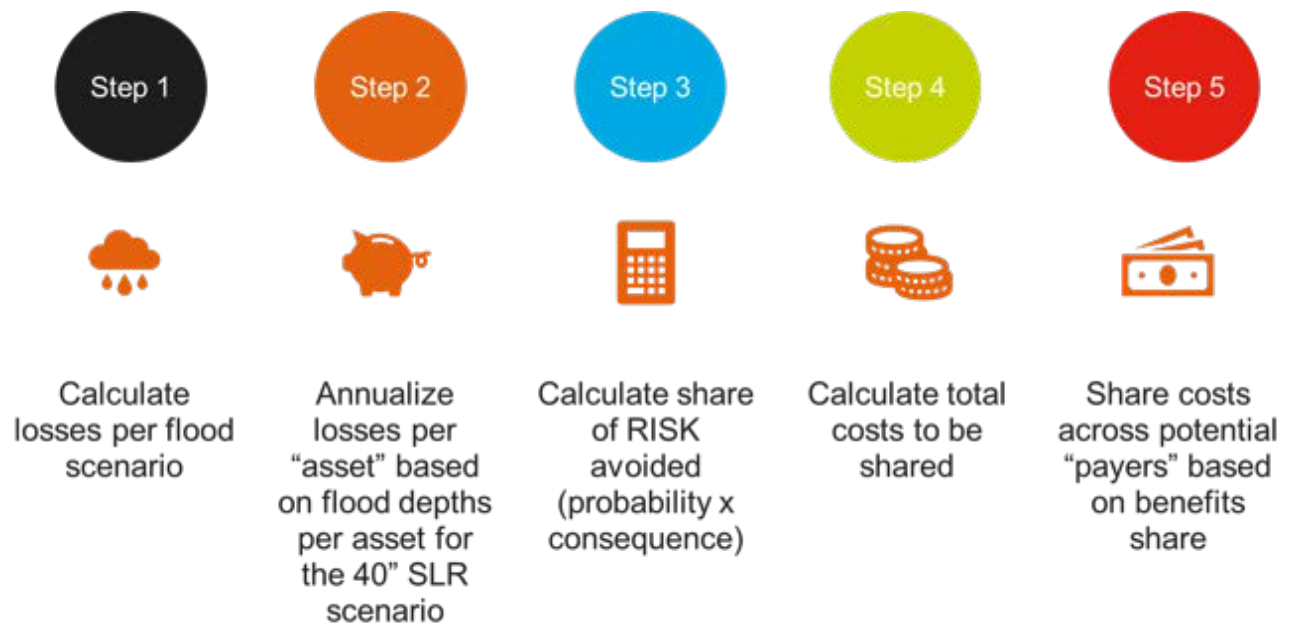 Step 1
Step 2
Step 3
Step 4
Step 5
Calculate
losses per flood
scenario
Annualize
losses per
“asset” based
on flood depths
per asset for
the 40” SLR
scenario
Calculate share
of RISK
avoided
(probability x
consequence)
Calculate total
costs to be
shared
Share costs
across potential
“payers” based
on benefits
share